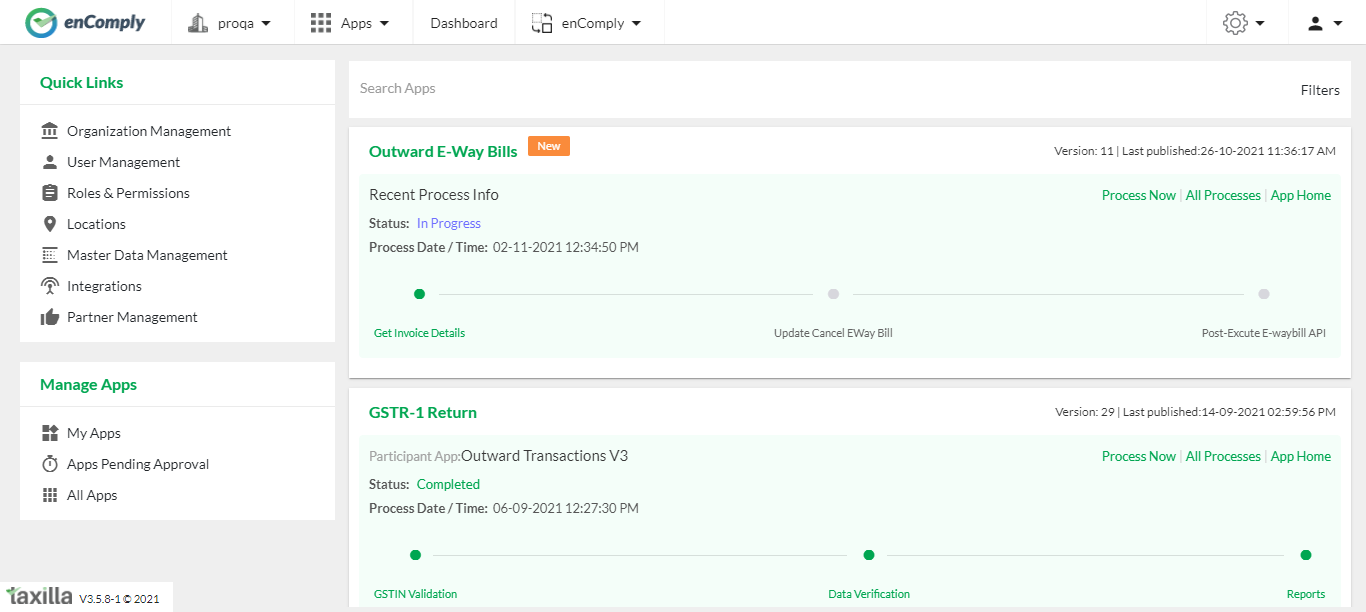 enComply proqa Apps Dashboard enComply
Quick Links
Organization Management
User Management
Roles & Permissions
Locations
Master Data Management
Integrations
Partner Management
Manage Apps
My Apps
Apps Pending Approval
All Apps
taxilla V3.5.8-1 © 2021
Search Apps Filters
Outward E-Way Bills New Version: 11 | Last published:26-10-2021 11:36:17 AM
Recent Process Info Process Now | All Processes | App Home
Status: In Progress
Process Date / Time: 02-11-2021 12:34:50 PM
Get Invoice Details Update Cancel EWay Bill Post-Excute E-waybill API
GSTR-1 Return Version: 29 | Last published:14-09-2021 02:59:56 PM
Participant App:Outward Transactions V3 Process Now | All Processes | App Home
Status: Completed
Process Date / Time: 06-09-2021 12:27:30 PM
GSTIN Validation Data Verification Reports